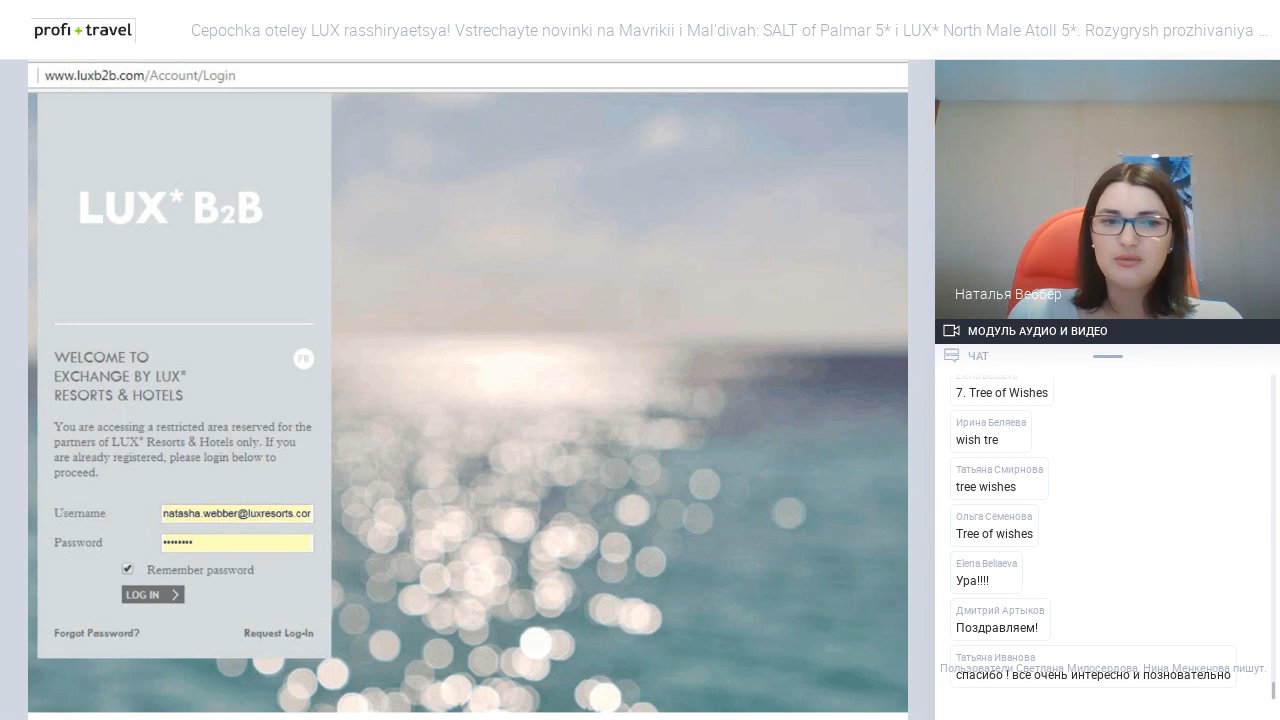 profi + travel
Cepochka oteley LUX rasshiryaetsya! Vstrechayte novinki na Mavrikii i Mal'divah: SALT of Palmar 5* i LUX* North Male Atoll 5*. Rozygrysh prozhivaniya ...
www.luxb2b.com/Account/Login
LUX* B2B
WELCOME TO
EXCHANGE BY LUX*
RESORTS & HOTELS
FR
You are accessing a restricted area reserved for the
partners of LUX* Resorts & Hotels only. If you
are already registered, please login below to
proceed.
Username
natasha.webber@luxresorts.cor
Password
Remember password
LOG IN
Forgot Password?
Request Log-In
Наталья Веббер
МОДУЛЬ АУДИО И ВИДЕО
ЧАТ
Elena Beliaeva
7. Tree of Wishes
Ирина Беляева
wish tre
Татьяна Смирнова
tree wishes
Ольга Семенова
Tree of wishes
Elena Beliaeva
Ура!!!!
Дмитрий Артыков
Поздравляем!
Татьяна Иванова
Пользователи Светлана Милосердова, Нина Менкенова пишут.
спасибо ! все очень интересно и позновательно